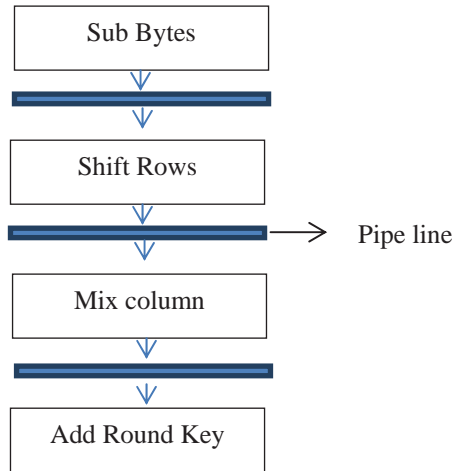 Sub Bytes
Shift Rows
Pipe line
Mix column
Add Round Key